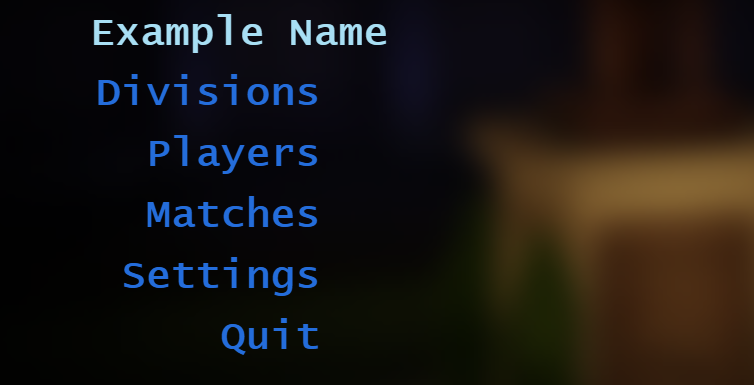 Example Name
Divisions
Players
Matches
Settings
Quit